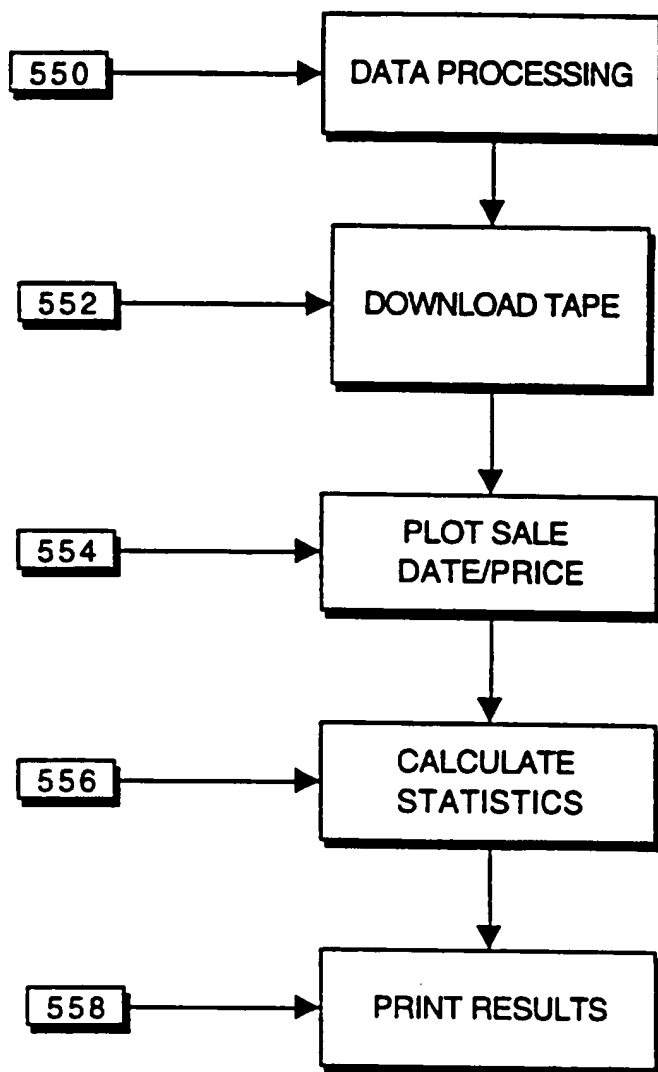 550
DATA PROCESSING
552
DOWNLOAD TAPE
554
PLOT SALE
DATE/PRICE
556
CALCULATE
STATISTICS
558
PRINT RESULTS